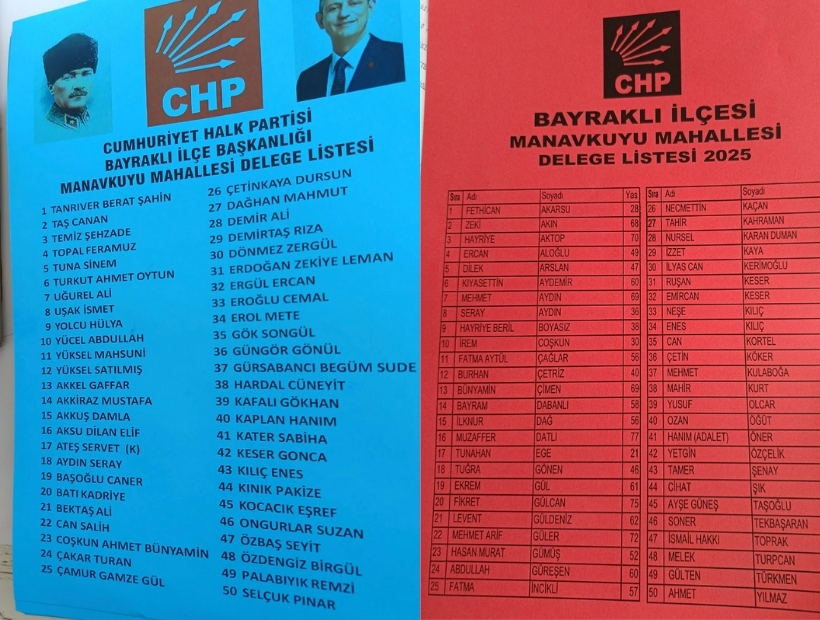 CHP
CUMHURİYET HALK PARTİSİ
BAYRAKLI İLÇE BAŞKANLIĞI
MANAVKUYU MAHALLESİ DELEGE LİSTESİ
1 TANRIVER BERAT ŞAHİN
2 TAŞ CANAN
3 TEMİZ ŞEHZADE
4 TOPAL FERAMUZ
5 TUNA SİNEM
6 TURKUT AHMET OYTUN
7 UĞUREL ALİ
8 UŞAK İSMET
9 YOLCU HÜLYA
10 YÜCEL ABDULLAH
11 YÜKSEL MAHSUNİ
12 YÜKSEL SATILMIŞ
13 AKKEL GAFFAR
14 AKKİRAZ MUSTAFA
15 AKKUŞ DAMLA
16 AKSU DİLAN ELİF
17 ATEŞ SERVET (K)
18 AYDIN SERAY
19 BAŞOĞLU CANER
20 BATI KADRİYE
21 BEKTAŞ ALİ
22 CAN SALİH
23 COŞKUN AHMET BÜNYAMİN
24 ÇAKAR TURAN
25 ÇAMUR GAMZE GÜL
26 ÇETİNKAYA DURSUN
27 DAĞHAN MAHMUT
28 DEMİR ALİ
29 DEMİRTAŞ RIZA
30 DÖNMEZ ZERGÜL
31 ERDOĞAN ZEKİYE LEMAN
32 ERGÜL ERCAN
33 EROĞLU CEMAL
34 EROL METE
35 GÖK SONGÜL
36 GÜNGÖR GÖNÜL
37 GÜRSABANCI BEGÜM SUDE
38 HARDAL CÜNEYİT
39 KAFALI GÖKHAN
40 KAPLAN HANIM
41 KATER SABİHA
42 KESER GONCA
43 KILIÇ ENES
44 KINIK PAKİZE
45 KOCACIK EŞREF
46 ONGURLAR SUZAN
47 ÖZBAŞ SEYİT
48 ÖZDENGİZ BİRGÜL
49 PALABIYIK REMZİ
50 SELÇUK PINAR
CHP
BAYRAKLI İLÇESİ
MANAVKUYU MAHALLESİ
DELEGE LİSTESİ 2025
Sıra Adı Soyadı Yaş
1 FETHİCAN AKARSU 28
2 ZEKİ AKIN 68
3 HAYRİYE AKTOP 70
4 ERCAN ALOĞLU 49
5 DİLEK ARSLAN 47
6 KIYASETTİN AYDEMİR 60
7 MEHMET AYDIN 69
8 SERAY AYDIN 36
9 HAYRİYE BERİL BOYASIZ 38
10 İREM COŞKUN 30
11 FATMA AYTÜL ÇAĞLAR 56
12 BURHAN ÇETRİZ 40
13 BÜNYAMİN ÇİMEN 69
14 BAYRAM DABANLI 58
15 İLKNUR DAĞ 56
16 MUZAFFER DATLI 77
17 TUNAHAN EGE 21
18 TUĞRA GÖNEN 46
19 EKREM GÜL 61
20 FİKRET GÜLCAN 75
21 LEVENT GÜLDENİZ 62
22 MEHMET ARİF GÜLER 72
23 HASAN MURAT GÜMÜŞ 52
24 ABDULLAH GÜREŞEN 60
25 FATMA İNCİKLİ 57
Sıra Adı Soyadı
26 NECMETTİN KAÇAN
27 TAHİR KAHRAMAN
28 NURSEL KARAN DUMAN
29 İZZET KAYA
30 İLYAS CAN KERİMOĞLU
31 RUŞAN KESER
32 EMİRCAN KESER
33 NEŞE KILIÇ
34 ENES KILIÇ
35 CAN KORTEL
36 ÇETİN KÖKER
37 MEHMET KULABOĞA
38 MAHİR KURT
39 YUSUF OLCAR
40 OZAN ÖĞÜT
41 HANIM (ADALET) ÖNER
42 YETGİN ÖZÇELİK
43 TAMER ŞENAY
44 CİHAT ŞIK
45 AYŞE GÜNEŞ TAŞOĞLU
46 SONER TEKBAŞARAN
47 İSMAİL HAKKI TOPRAK
48 MELEK TURPCAN
49 GÜLTEN TÜRKMEN
50 AHMET YILMAZ